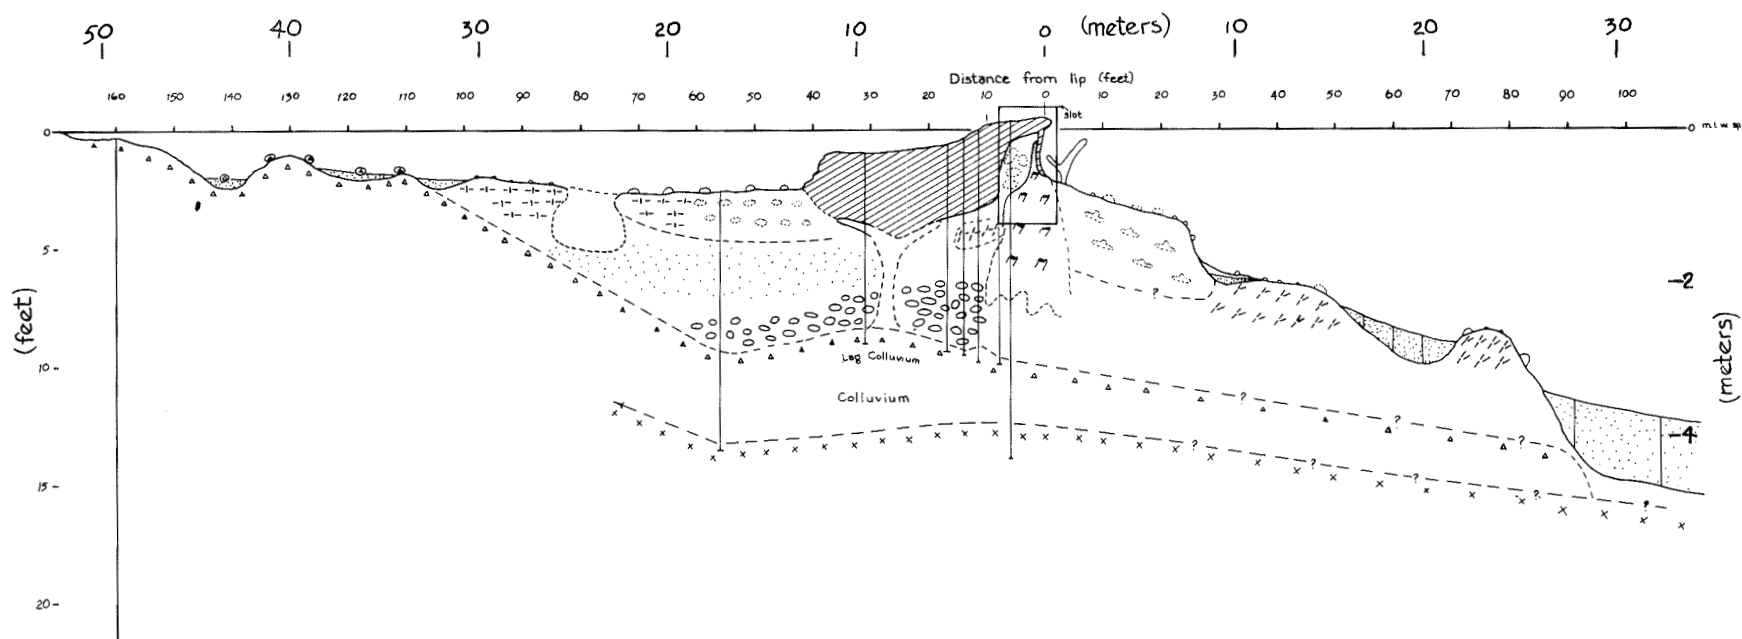 50 40 30 20 10 0 (meters) 10 20 30
Distance from lip (feet)
160 150 140 130 120 110 100 90 80 70 60 50 40 30 20 10 0 10 20 30 40 50 60 70 80 90 100
slot
0 0 m.l.w.sp.
5
-2
?
(feet)
Lag Colluvium
10
(meters)
Colluvium
? ? ?
-4
? ? ? ? ?
15
20